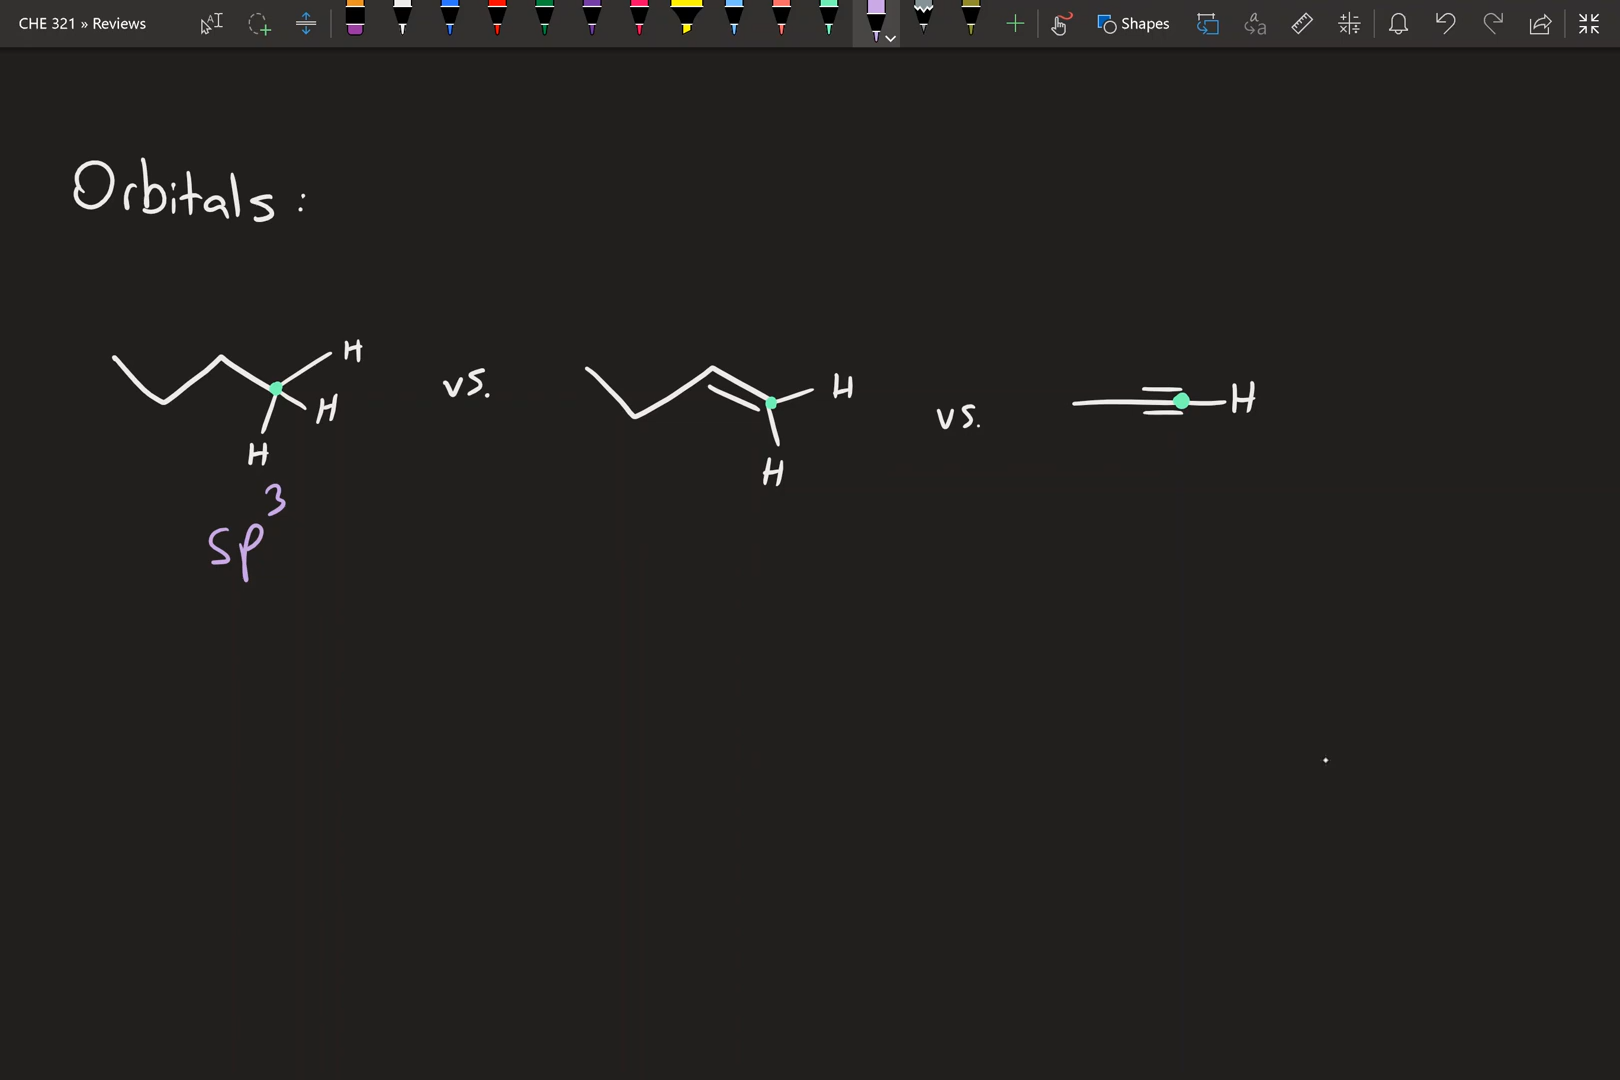 CHE 321 » Reviews
Shapes
Orbitals:
H
H
H
vs.
H
H
vs.
H
sp³